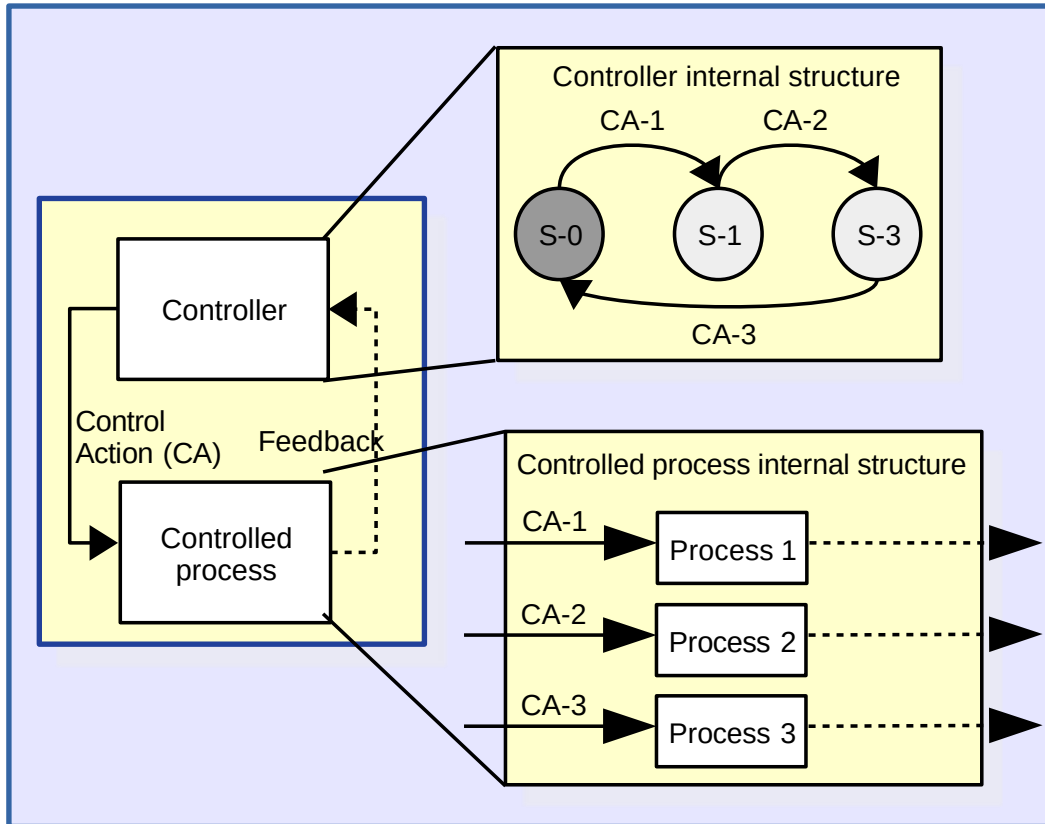 Controller internal structure
CA-1
CA-2
S-0
S-1
S-3
CA-3
Controller
Control
Action (CA)
Feedback
Controlled
process
Controlled process internal structure
CA-1
Process 1
CA-2
Process 2
CA-3
Process 3